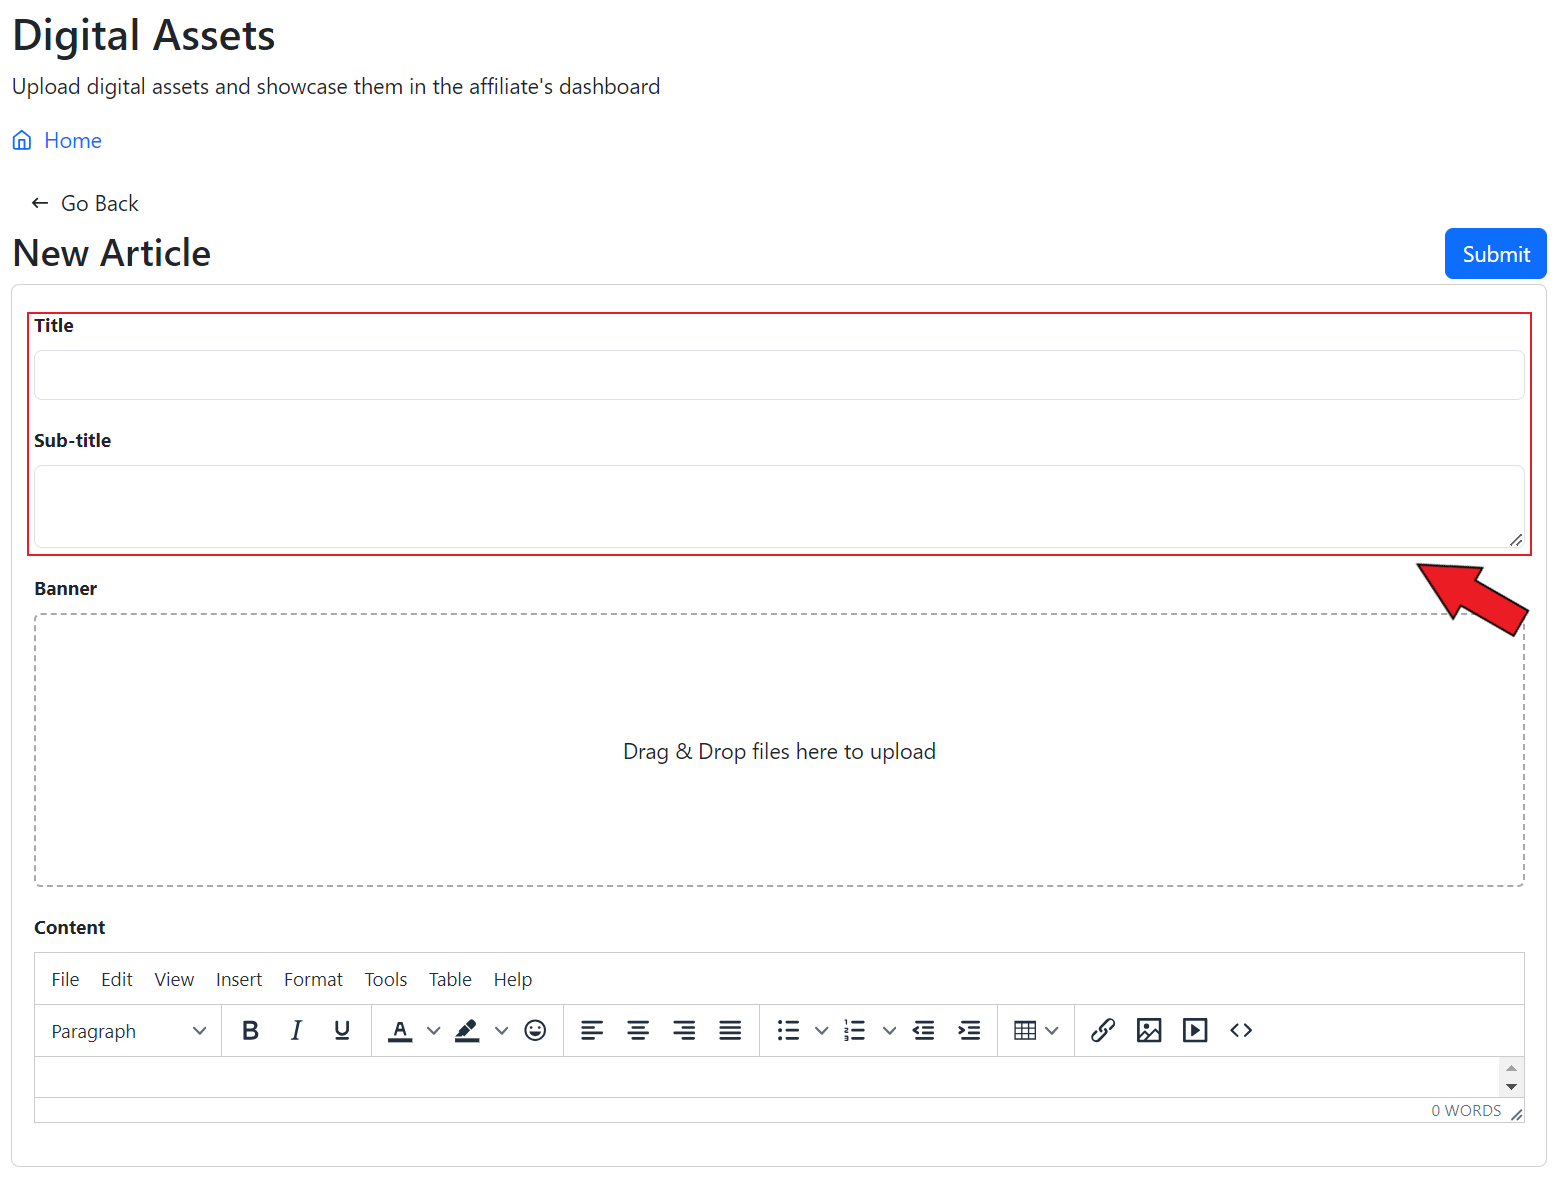 Digital Assets
Upload digital assets and showcase them in the affiliate's dashboard
Home
Go Back
New Article
Submit
Title
Sub-title
Banner
Drag & Drop files here to upload
Content
File Edit View Insert Format Tools Table Help
Paragraph B I U A
0 WORDS